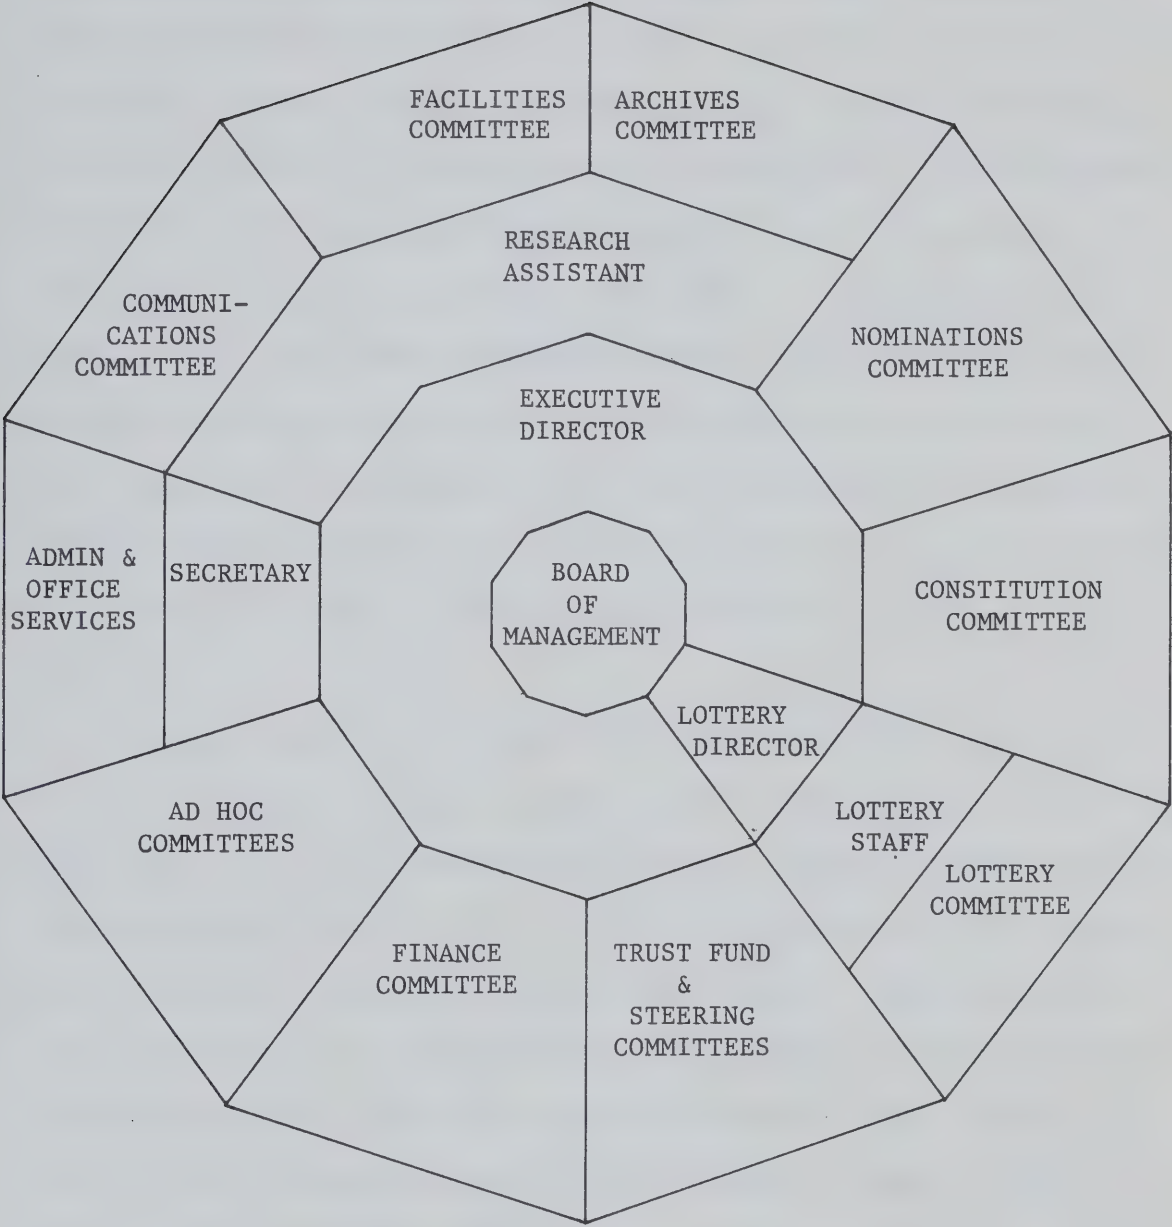 FACILITIES
COMMITTEE
ARCHIVES
COMMITTEE
RESEARCH
ASSISTANT
COMMUNI-
CATIONS
COMMITTEE
NOMINATIONS
COMMITTEE
EXECUTIVE
DIRECTOR
ADMIN &
OFFICE
SERVICES
SECRETARY
BOARD
OF
MANAGEMENT
CONSTITUTION
COMMITTEE
LOTTERY
DIRECTOR
AD HOC
COMMITTEES
LOTTERY
STAFF
LOTTERY
COMMITTEE
FINANCE
COMMITTEE
TRUST FUND
&
STEERING
COMMITTEES